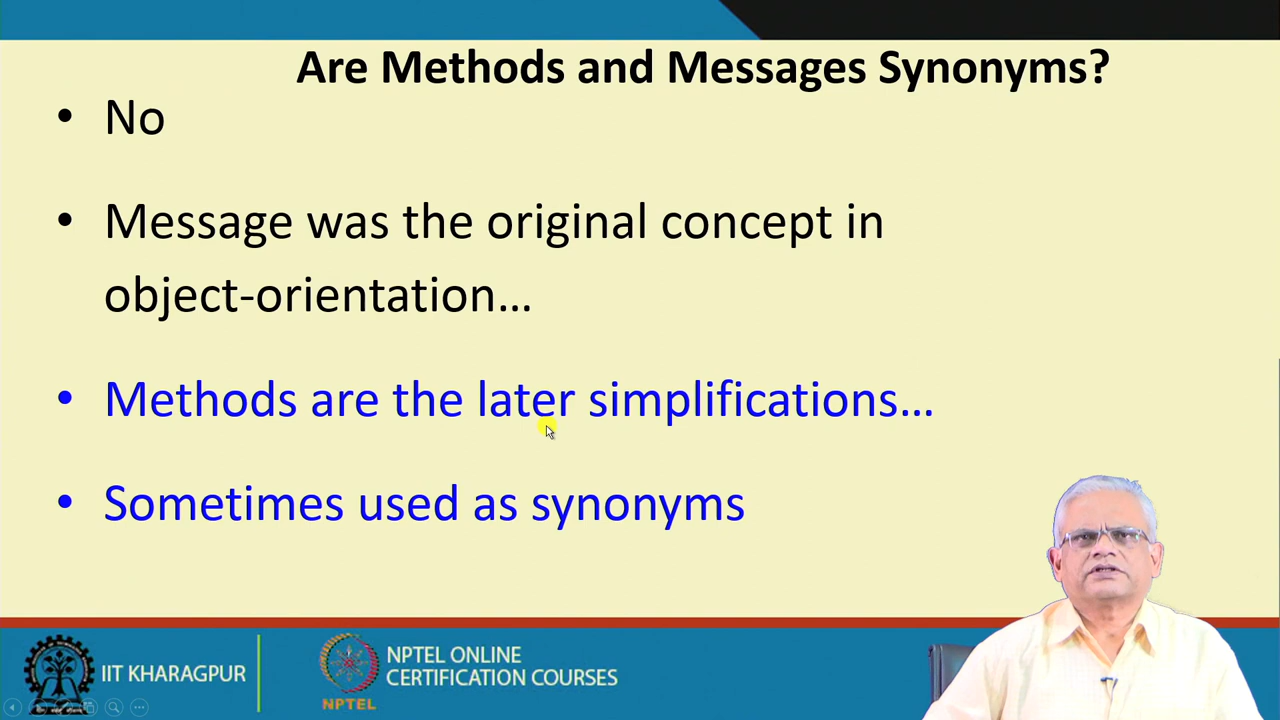 Are Methods and Messages Synonyms?
• No
• Message was the original concept in
object-orientation...
• Methods are the later simplifications...
• Sometimes used as synonyms
IIT KHARAGPUR
NPTEL ONLINE
CERTIFICATION COURSES
NPTEL